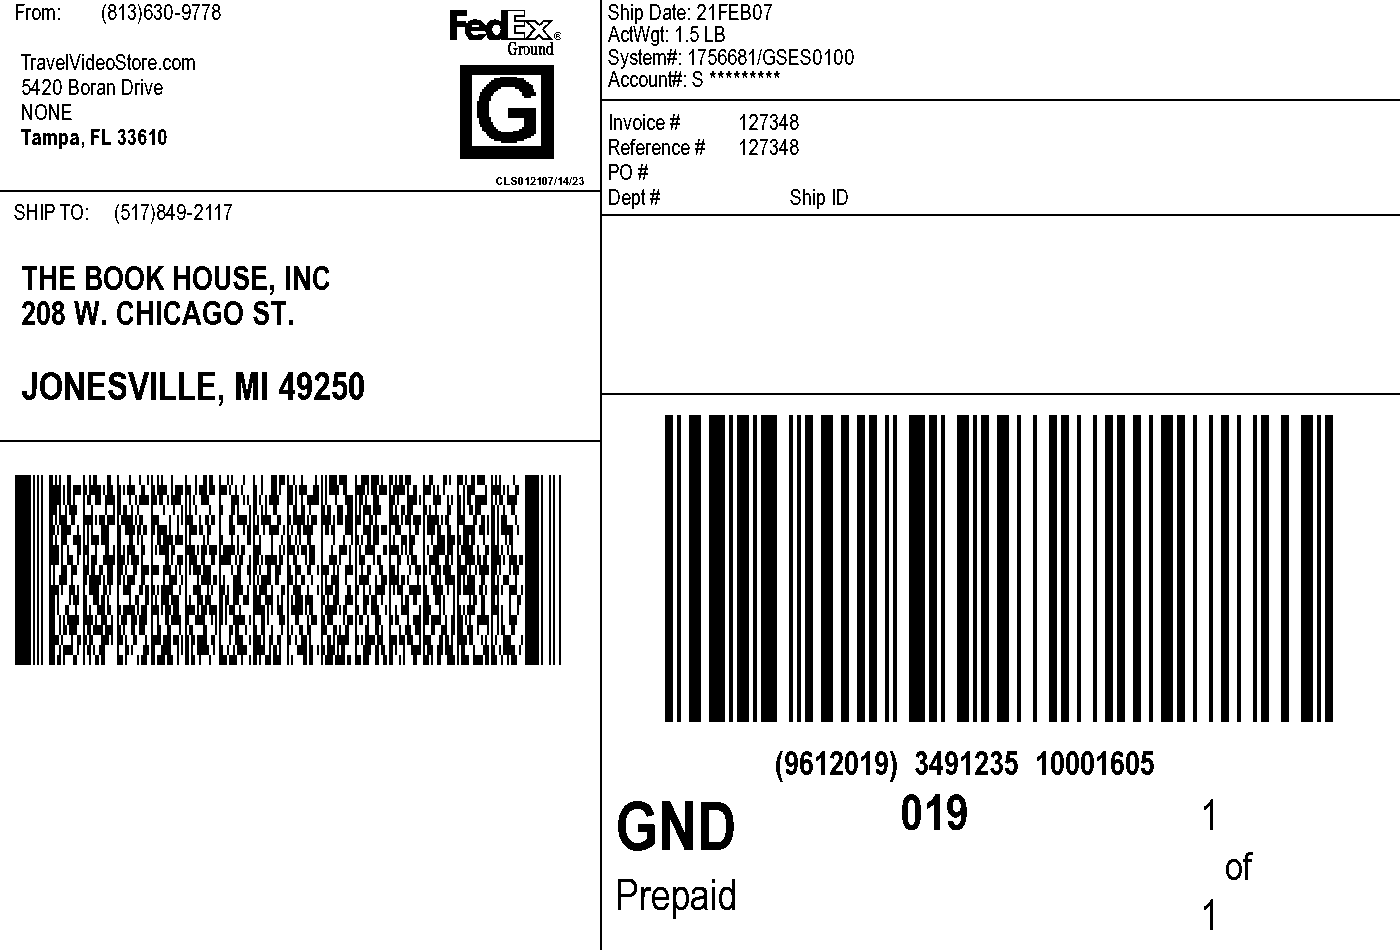 From: (813)630-9778
TravelVideoStore.com
5420 Boran Drive
NONE
Tampa, FL 33610
FedEx®
Ground
G
CLS012107/14/23
Ship Date: 21FEB07
ActWgt: 1.5 LB
System#: 1756681/GSES0100
Account#: S *********
Invoice # 127348
Reference # 127348
PO #
Dept # Ship ID
SHIP TO: (517)849-2117
THE BOOK HOUSE, INC
208 W. CHICAGO ST.
JONESVILLE, MI 49250
(9612019) 3491235 10001605
GND 019 1
of
Prepaid 1